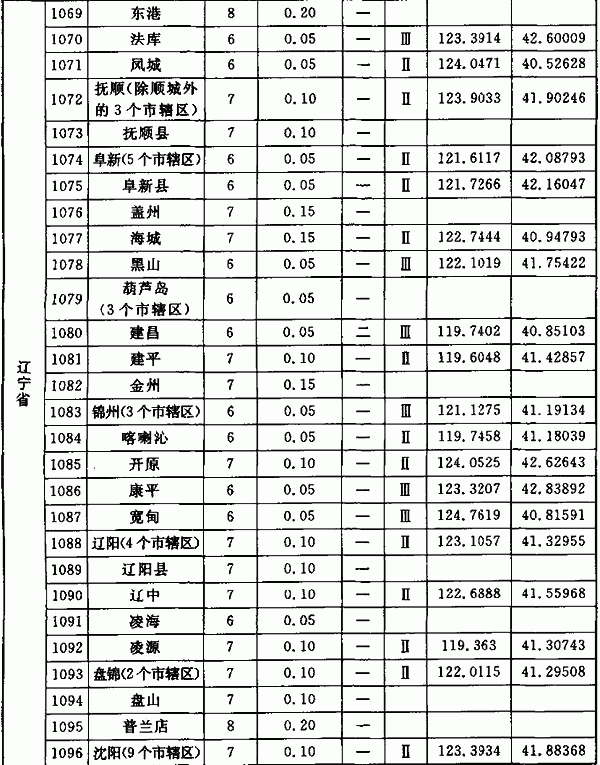 辽宁省
1069 东港 8 0.20 一
1070 法库 6 0.05 一 Ⅲ 123.3914 42.60009
1071 凤城 6 0.05 一 Ⅱ 124.0471 40.52628
1072 抚顺(除顺城外的3个市辖区) 7 0.10 一 Ⅱ 123.9033 41.90246
1073 抚顺县 7 0.10 一
1074 阜新(5个市辖区) 6 0.05 一 Ⅱ 121.6117 42.08793
1075 阜新县 6 0.05 一 Ⅱ 121.7266 42.16047
1076 盖州 7 0.15 一
1077 海城 7 0.15 一 Ⅱ 122.7444 40.94793
1078 黑山 6 0.05 一 Ⅲ 122.1019 41.75422
1079 葫芦岛(3个市辖区) 6 0.05 一
1080 建昌 6 0.05 二 Ⅲ 119.7402 40.85103
1081 建平 7 0.10 一 Ⅱ 119.6048 41.42857
1082 金州 7 0.15 一
1083 锦州(3个市辖区) 6 0.05 一 Ⅲ 121.1275 41.19134
1084 喀喇沁 6 0.05 一 Ⅱ 119.7458 41.18039
1085 开原 7 0.10 一 Ⅱ 124.0525 42.62643
1086 康平 6 0.05 一 Ⅲ 123.3207 42.83892
1087 宽甸 6 0.05 一 Ⅲ 124.7619 40.81591
1088 辽阳(4个市辖区) 7 0.10 一 Ⅱ 123.1057 41.32955
1089 辽阳县 7 0.10 一
1090 辽中 7 0.10 一 Ⅱ 122.6888 41.55968
1091 凌海 6 0.05 一
1092 凌源 7 0.10 一 Ⅱ 119.363 41.30743
1093 盘锦(2个市辖区) 7 0.10 一 Ⅱ 122.0115 41.29508
1094 盘山 7 0.10 一
1095 普兰店 8 0.20 一
1096 沈阳(9个市辖区) 7 0.10 一 Ⅱ 123.3934 41.88368